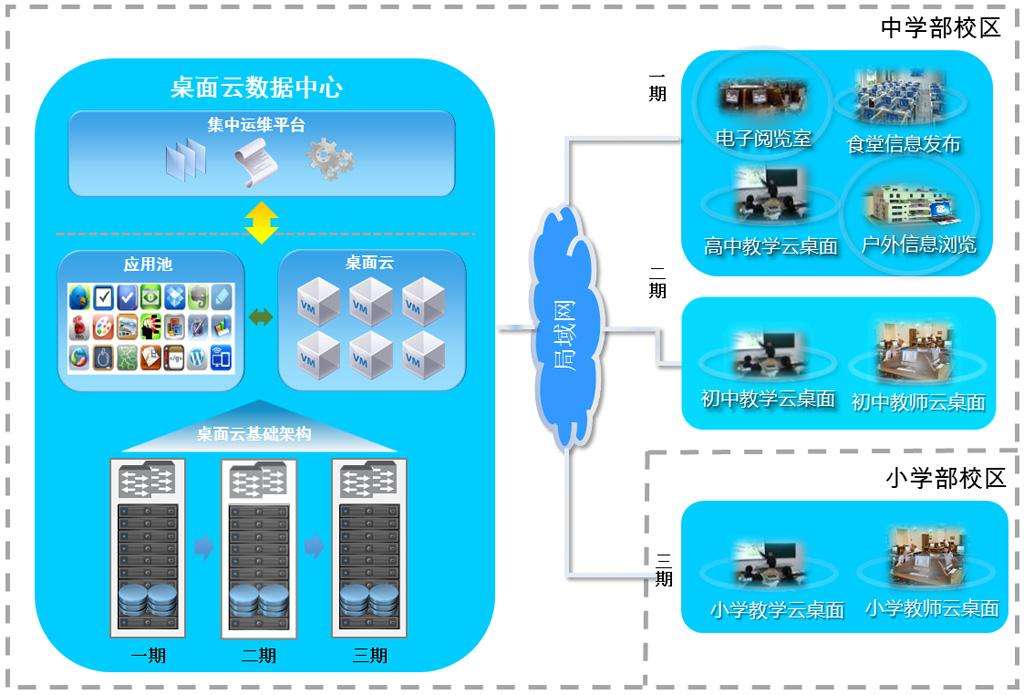 中学部校区
桌面云数据中心
集中运维平台
应用池
桌面云
VM
VM
VM
VM
VM
VM
桌面云基础架构
一期
二期
三期
局域网
一期
电子阅览室
食堂信息发布
高中教学云桌面
户外信息浏览
二期
初中教学云桌面
初中教师云桌面
小学部校区
三期
小学教学云桌面
小学教师云桌面